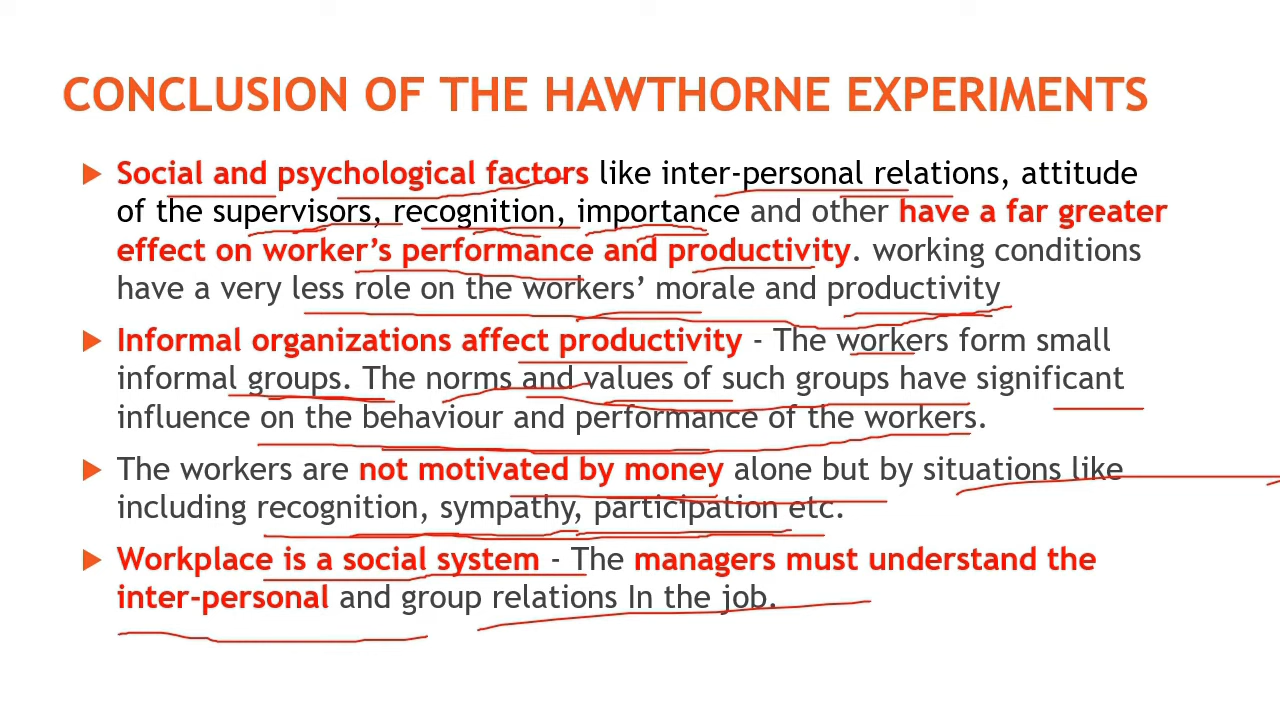 CONCLUSION OF THE HAWTHORNE EXPERIMENTS
Social and psychological factors like inter-personal relations, attitude
of the supervisors, recognition, importance and other have a far greater
effect on worker's performance and productivity. working conditions
have a very less role on the workers' morale and productivity
Informal organizations affect productivity - The workers form small
informal groups. The norms and values of such groups have significant
influence on the behaviour and performance of the workers.
The workers are not motivated by money alone but by situations like
including recognition, sympathy, participation etc.
Workplace is a social system - The managers must understand the
inter-personal and group relations In the job.